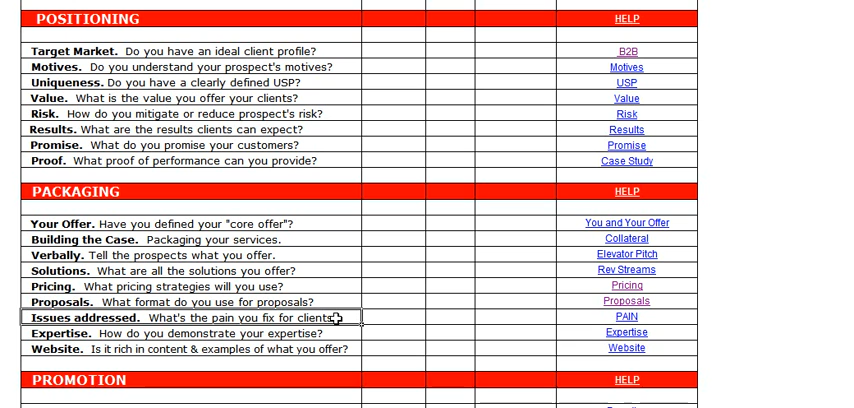 POSITIONING HELP
Target Market. Do you have an ideal client profile? B2B
Motives. Do you understand your prospect's motives? Motives
Uniqueness. Do you have a clearly defined USP? USP
Value. What is the value you offer your clients? Value
Risk. How do you mitigate or reduce prospect's risk? Risk
Results. What are the results clients can expect? Results
Promise. What do you promise your customers? Promise
Proof. What proof of performance can you provide? Case Study
PACKAGING HELP
Your Offer. Have you defined your "core offer"? You and Your Offer
Building the Case. Packaging your services. Collateral
Verbally. Tell the prospects what you offer. Elevator Pitch
Solutions. What are all the solutions you offer? Rev Streams
Pricing. What pricing strategies will you use? Pricing
Proposals. What format do you use for proposals? Proposals
Issues addressed. What's the pain you fix for clients PAIN
Expertise. How do you demonstrate your expertise? Expertise
Website. Is it rich in content & examples of what you offer? Website
PROMOTION HELP